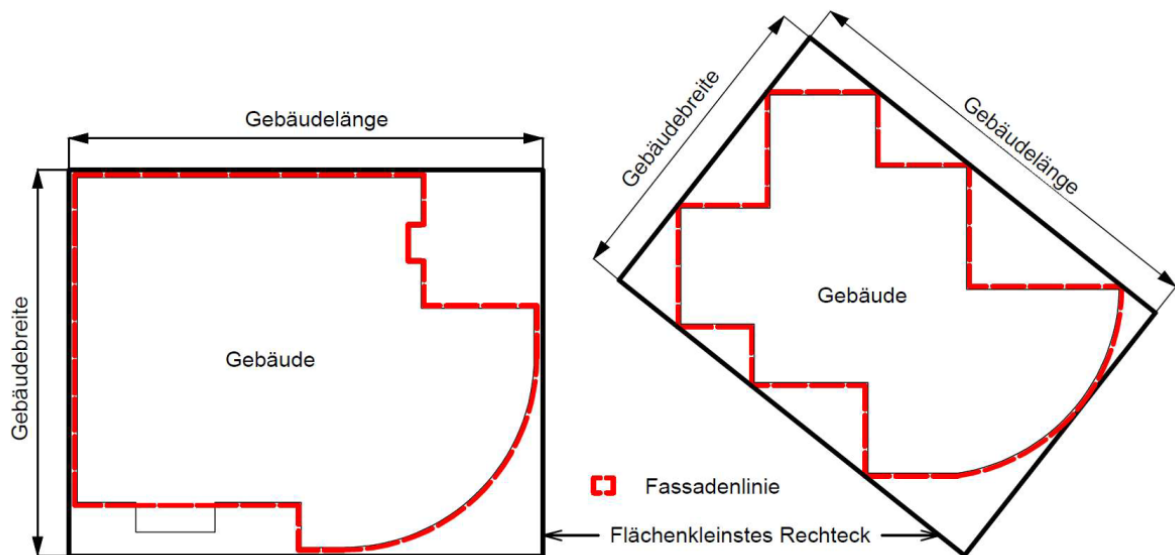 Gebäudelänge
Gebäudebreite
Gebäude
Gebäudebreite
Gebäudelänge
Gebäude
Fassadenlinie
Flächenkleinstes Rechteck